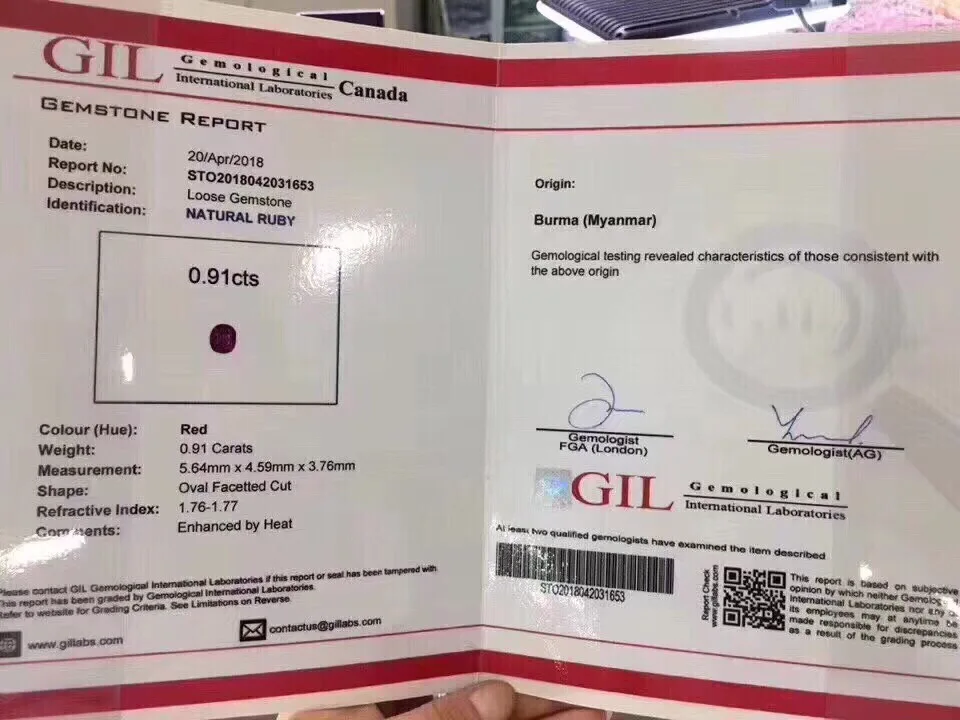 GIL Gemological
International Laboratories Canada
GEMSTONE REPORT
Date: 20/Apr/2018
Report No: STO2018042031653
Description: Loose Gemstone
Identification: NATURAL RUBY
0.91cts
Colour (Hue): Red
Weight: 0.91 Carats
Measurement: 5.64mm x 4.59mm x 3.76mm
Shape: Oval Facetted Cut
Refractive Index: 1.76-1.77
Comments: Enhanced by Heat
Please contact GIL Gemological International Laboratories if this report or seal has been tampered with
This report has been graded by Gemological International Laboratories.
Refer to website for Grading Criteria. See Limitations on Reverse.
www.gillabs.com
contactus@gillabs.com
Origin:
Burma (Myanmar)
Gemological testing revealed characteristics of those consistent with
the above origin
Gemologist
FGA (London)
Gemologist(AG)
GIL Gemological
International Laboratories
At least two qualified gemologists have examined the item described
STO2018042031653
Report Check
www.gillabs.com
This report is based on subjective
opinion by which neither Gemolog
International Laboratories nor any of
its employees may at anytime be
made responsible for discrepancies
as a result of the grading process